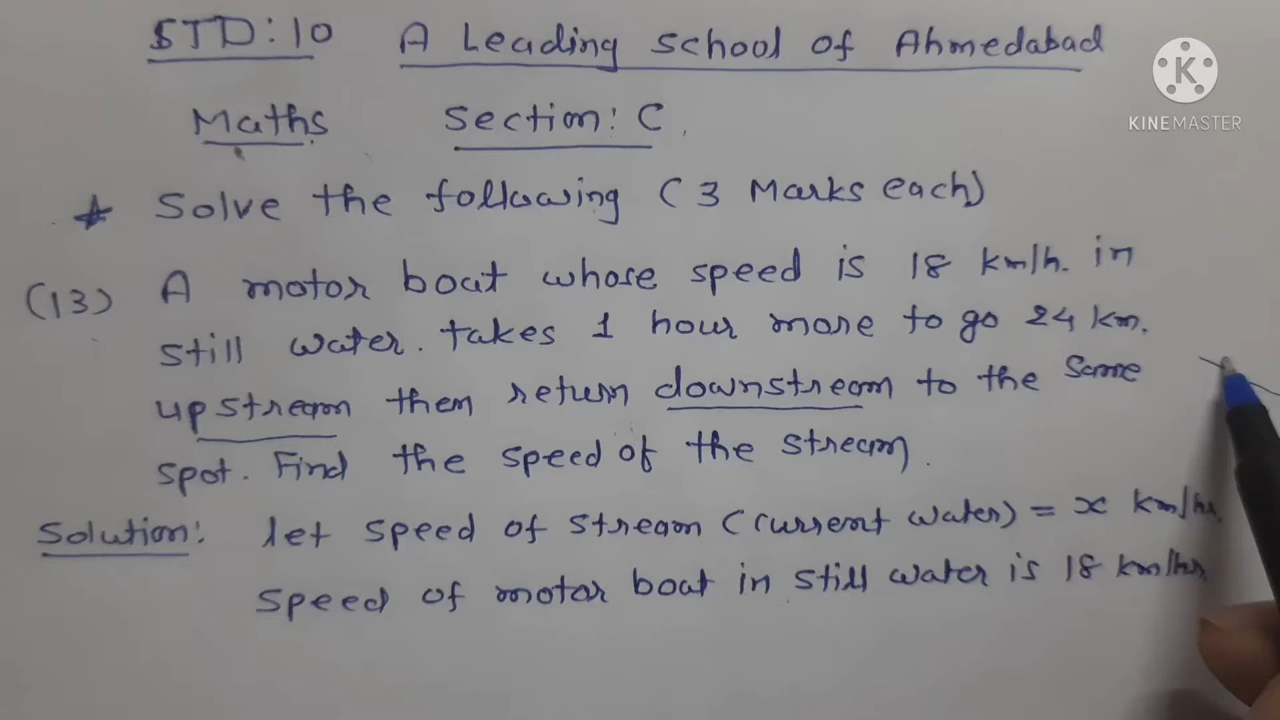 STD:10 A Leading School of Ahmedabad
K
KINEMASTER
Maths Section: C.
* Solve the following (3 Marks each)
(13) A motor boat whose speed is 18 km/h. in
still water. takes 1 hour more to go 24 km.
upstream then return downstream to the same
spot. Find the speed of the stream.
Solution: let speed of stream (current water) = x km/hr.
speed of motor boat in still water is 18 km/hr